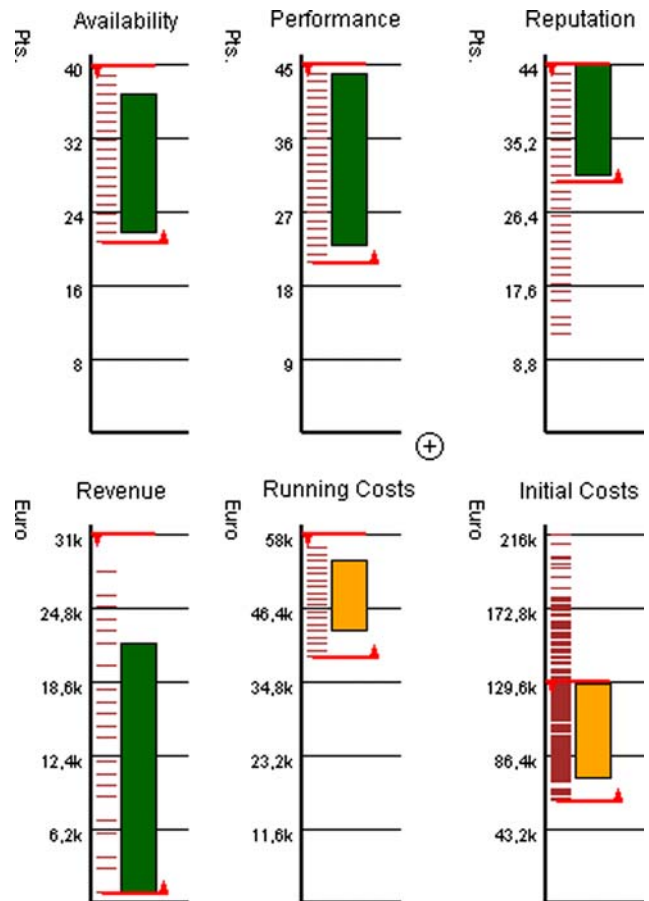 Availability
Pts.
40
32
24
16
8
Performance
Pts.
45
36
27
18
9
Reputation
Pts.
44
35,2
26,4
17,6
8,8
Revenue
Euro
31k
24,8k
18,6k
12,4k
6,2k
Running Costs
Euro
58k
46,4k
34,8k
23,2k
11,6k
Initial Costs
Euro
216k
172,8k
129,6k
86,4k
43,2k